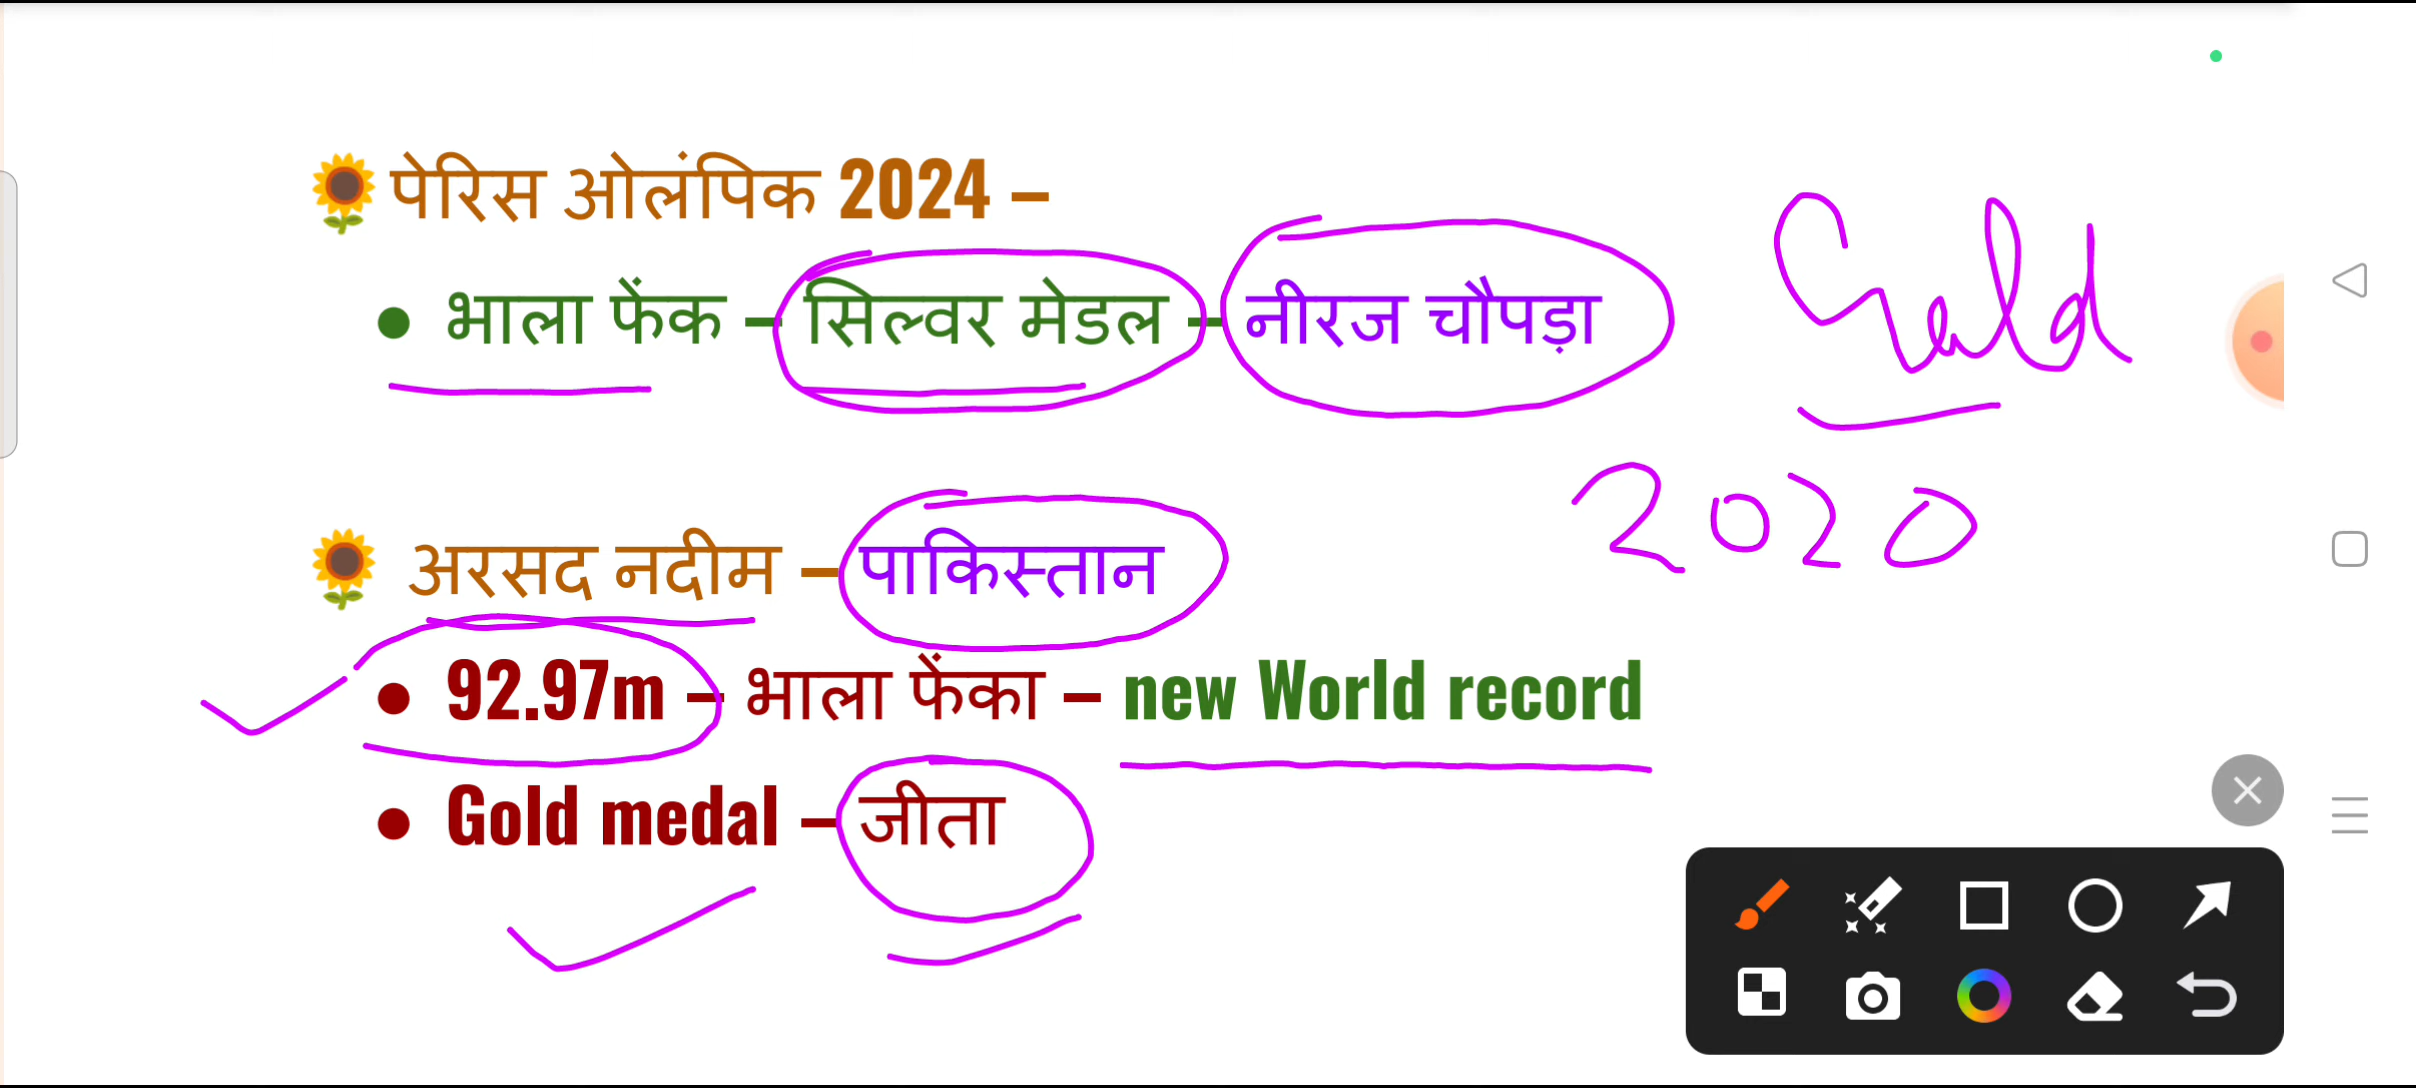 पेरिस ओलंपिक 2024 –
• भाला फेंक – सिल्वर मेडल – नीरज चौपड़ा
Gold
2020
अरसद नदीम – पाकिस्तान
• 92.97m – भाला फेंका – new World record
• Gold medal – जीता